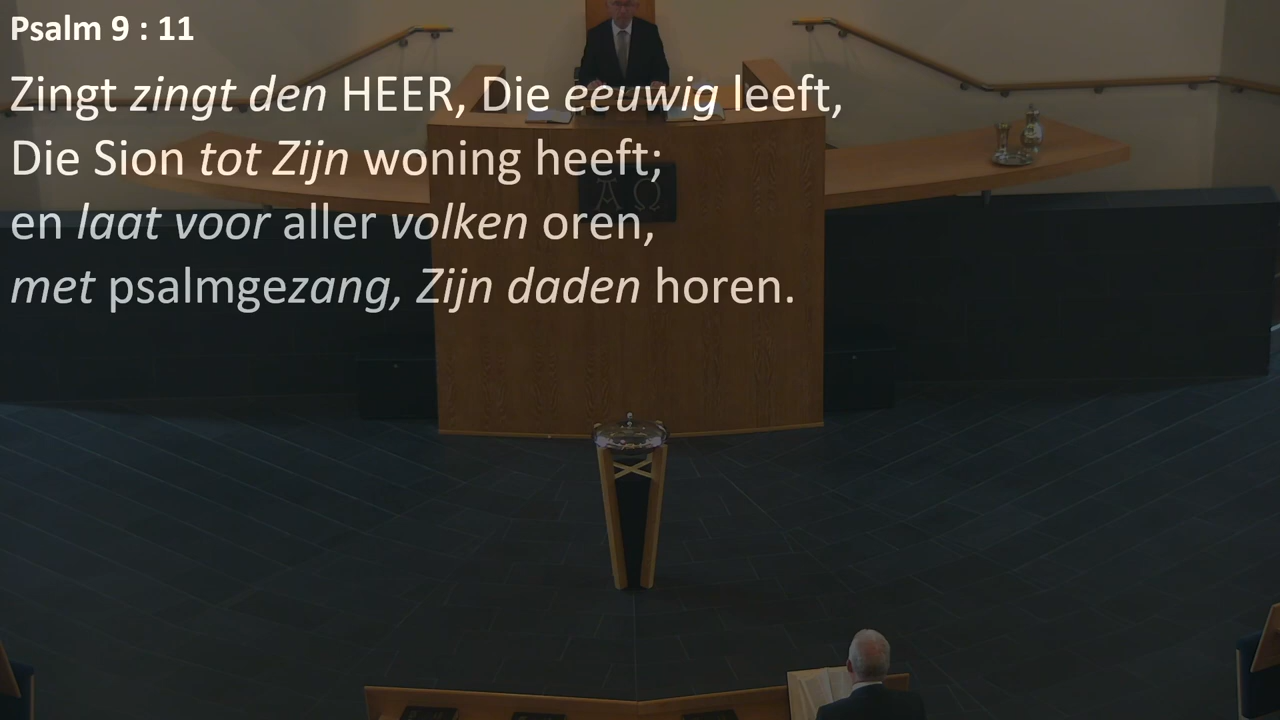 Psalm 9 : 11
Zingt zingt den HEER, Die eeuwig leeft,
Die Sion tot Zijn woning heeft;
en laat voor aller volken oren,
met psalmgezang, Zijn daden horen.
Α Ω